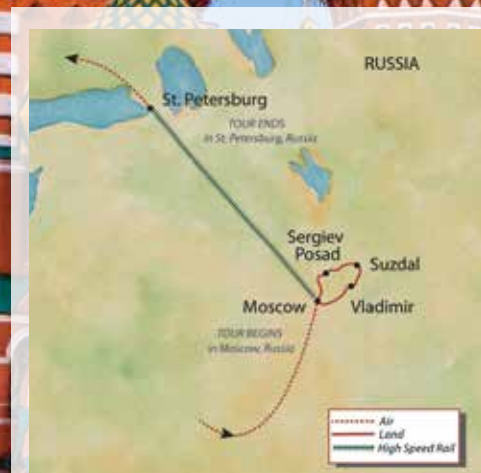 RUSSIA
St. Petersburg
TOUR ENDS
in St. Petersburg, Russia
Sergiev
Posad
Suzdal
Moscow
Vladimir
TOUR BEGINS
in Moscow, Russia
Air
Land
High Speed Rail